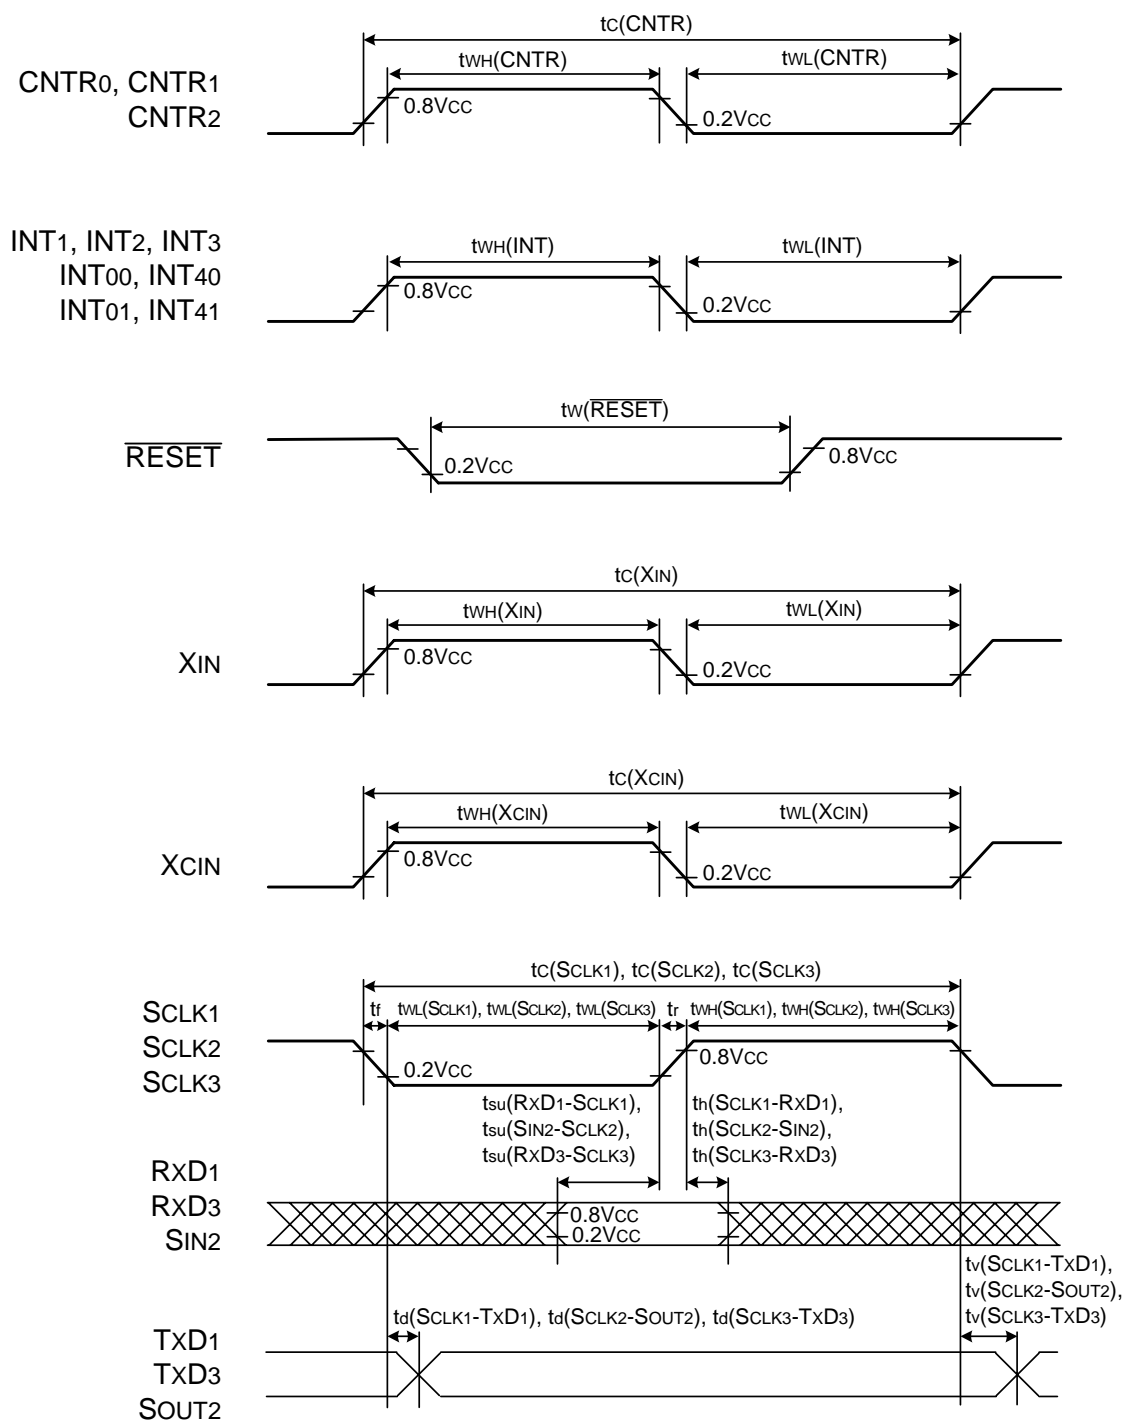 tC(CNTR)
tWH(CNTR) tWL(CNTR)
CNTR0, CNTR1
CNTR2
0.8VCC
0.2VCC
INT1, INT2, INT3
INT00, INT40
INT01, INT41
tWH(INT) tWL(INT)
0.8VCC
0.2VCC
tW(RESET)
RESET
0.2VCC
0.8VCC
tC(XIN)
tWH(XIN) tWL(XIN)
XIN
0.8VCC
0.2VCC
tC(XCIN)
tWH(XCIN) tWL(XCIN)
XCIN
0.8VCC
0.2VCC
tC(SCLK1), tC(SCLK2), tC(SCLK3)
tf tWL(SCLK1), tWL(SCLK2), tWL(SCLK3) tr tWH(SCLK1), tWH(SCLK2), tWH(SCLK3)
SCLK1
SCLK2
SCLK3
0.2VCC
0.8VCC
tsu(RXD1-SCLK1),
tsu(SIN2-SCLK2),
tsu(RXD3-SCLK3)
th(SCLK1-RXD1),
th(SCLK2-SIN2),
th(SCLK3-RXD3)
RXD1
RXD3
SIN2
0.8VCC
0.2VCC
tv(SCLK1-TXD1),
tv(SCLK2-SOUT2),
tv(SCLK3-TXD3)
td(SCLK1-TXD1), td(SCLK2-SOUT2), td(SCLK3-TXD3)
TXD1
TXD3
SOUT2